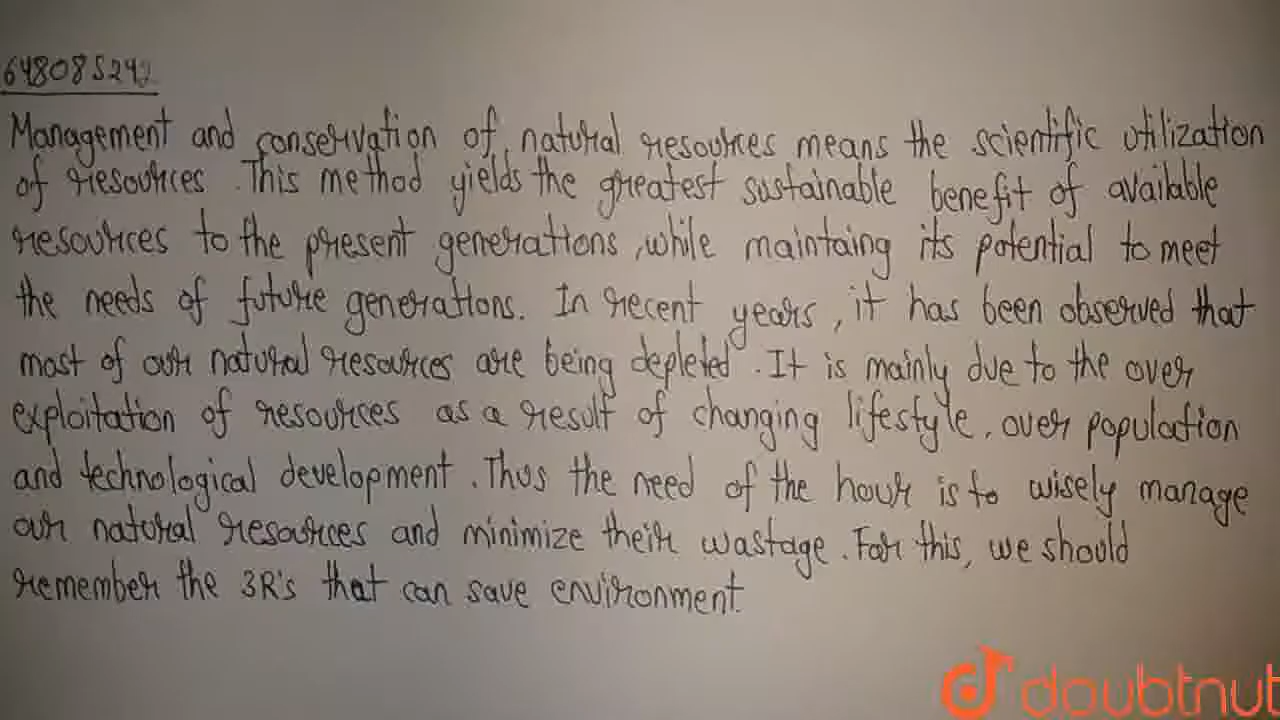 648085242
Management and conservation of natural resources means the scientific utilization
of resources. This method yields the greatest sustainable benefit of available
resources to the present generations, while maintaing its potential to meet
the needs of future generations. In recent years, it has been observed that
most of our natural resources are being depleted. It is mainly due to the over
exploitation of resources as a result of changing lifestyle, over population
and technological development. Thus the need of the hour is to wisely manage
our natural resources and minimize their wastage. For this, we should
remember the 3R's that can save environment.
doubtnut